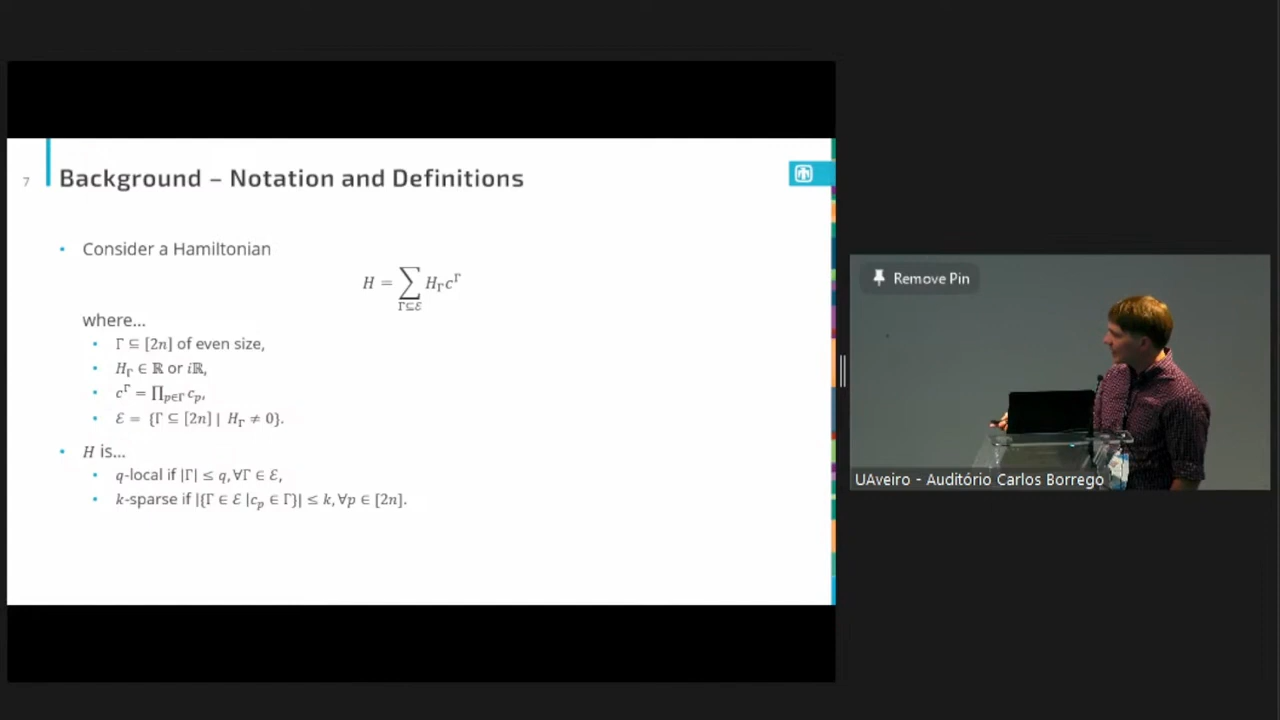 7
Background – Notation and Definitions
• Consider a Hamiltonian
H = ∑_{Γ⊆ℰ} H_Γ c^Γ
where...
• Γ ⊆ [2n] of even size,
• H_Γ ∈ ℝ or iℝ,
• c^Γ = ∏_{p∈Γ} c_p,
• ℰ = {Γ ⊆ [2n] | H_Γ ≠ 0}.
• H is...
• q-local if |Γ| ≤ q, ∀Γ ∈ ℰ,
• k-sparse if |{Γ ∈ ℰ |c_p ∈ Γ}| ≤ k, ∀p ∈ [2n].
Remove Pin
UAveiro - Auditório Carlos Borrego